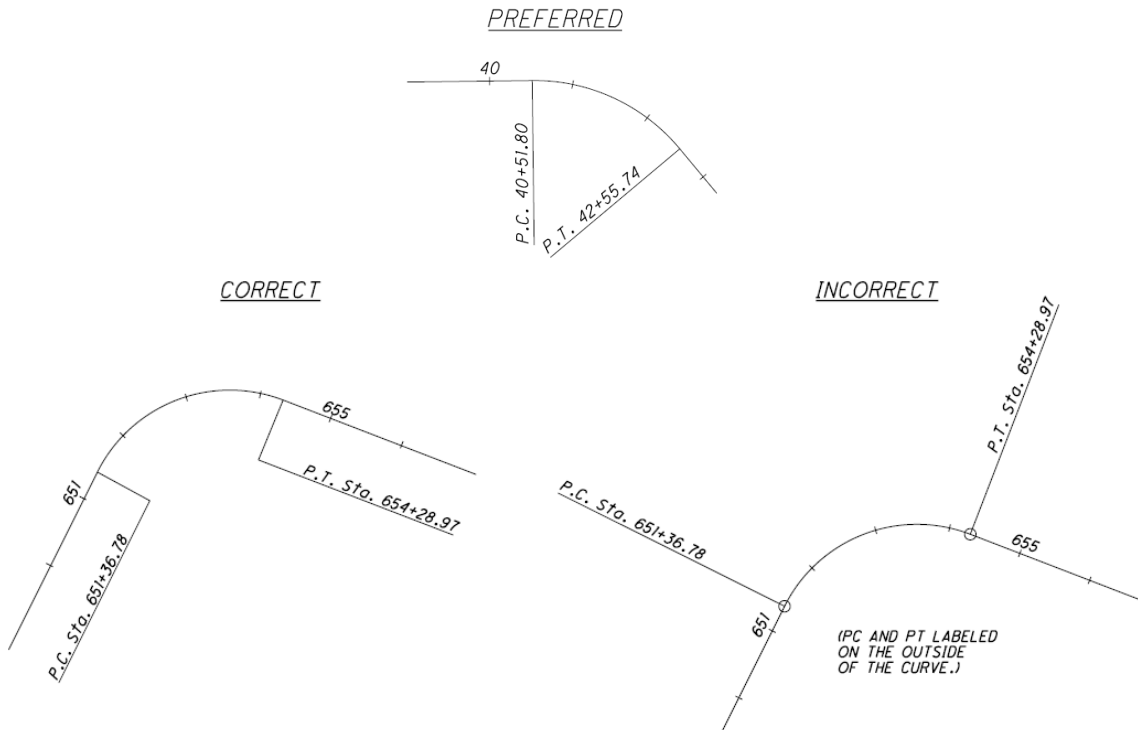 PREFERRED
40
P.C. 40+51.80
P.T. 42+55.74
CORRECT
651
655
P.C. Sta. 651+36.78
P.T. Sta. 654+28.97
INCORRECT
P.C. Sta. 651+36.78
P.T. Sta. 654+28.97
651
655
(PC AND PT LABELED
ON THE OUTSIDE
OF THE CURVE.)